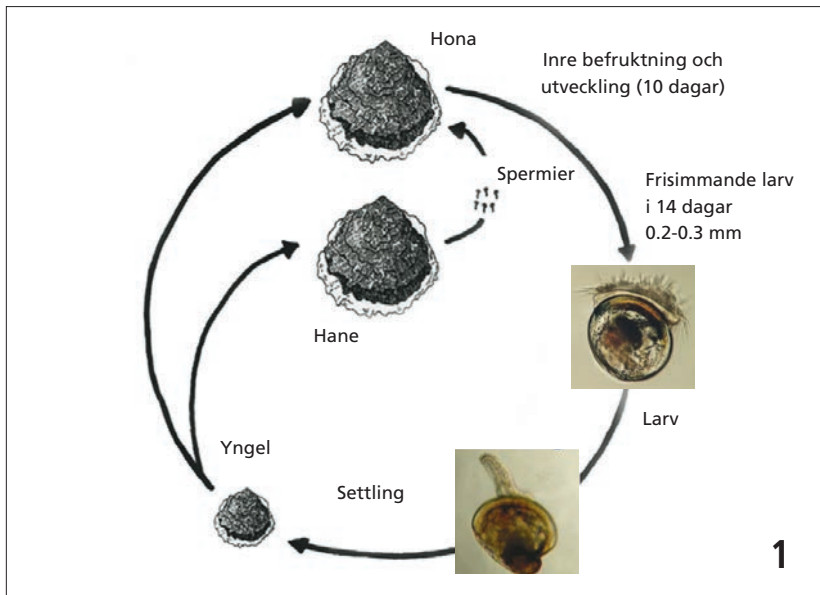 Hona
Inre befruktning och
utveckling (10 dagar)
Spermier
Frisimmande larv
i 14 dagar
0.2-0.3 mm
Hane
Larv
Yngel
Settling
1